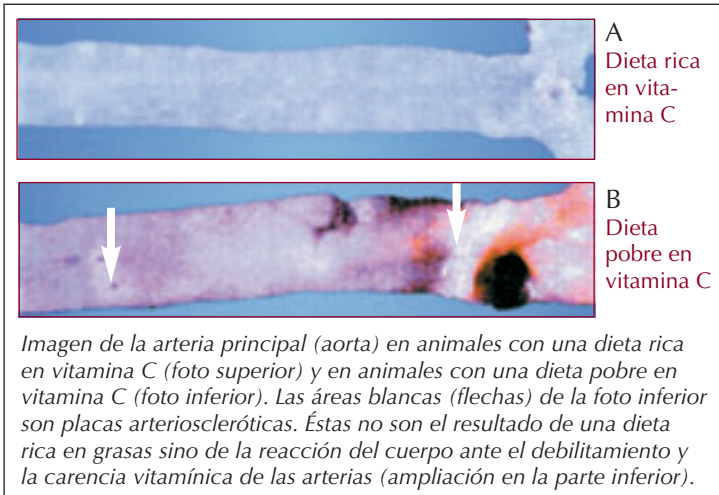 A
Dieta rica
en vita-
mina C
B
Dieta
pobre en
vitamina C
Imagen de la arteria principal (aorta) en animales con una dieta rica
en vitamina C (foto superior) y en animales con una dieta pobre en
vitamina C (foto inferior). Las áreas blancas (flechas) de la foto inferior
son placas arterioscleróticas. Éstas no son el resultado de una dieta
rica en grasas sino de la reacción del cuerpo ante el debilitamiento y
la carencia vitamínica de las arterias (ampliación en la parte inferior).